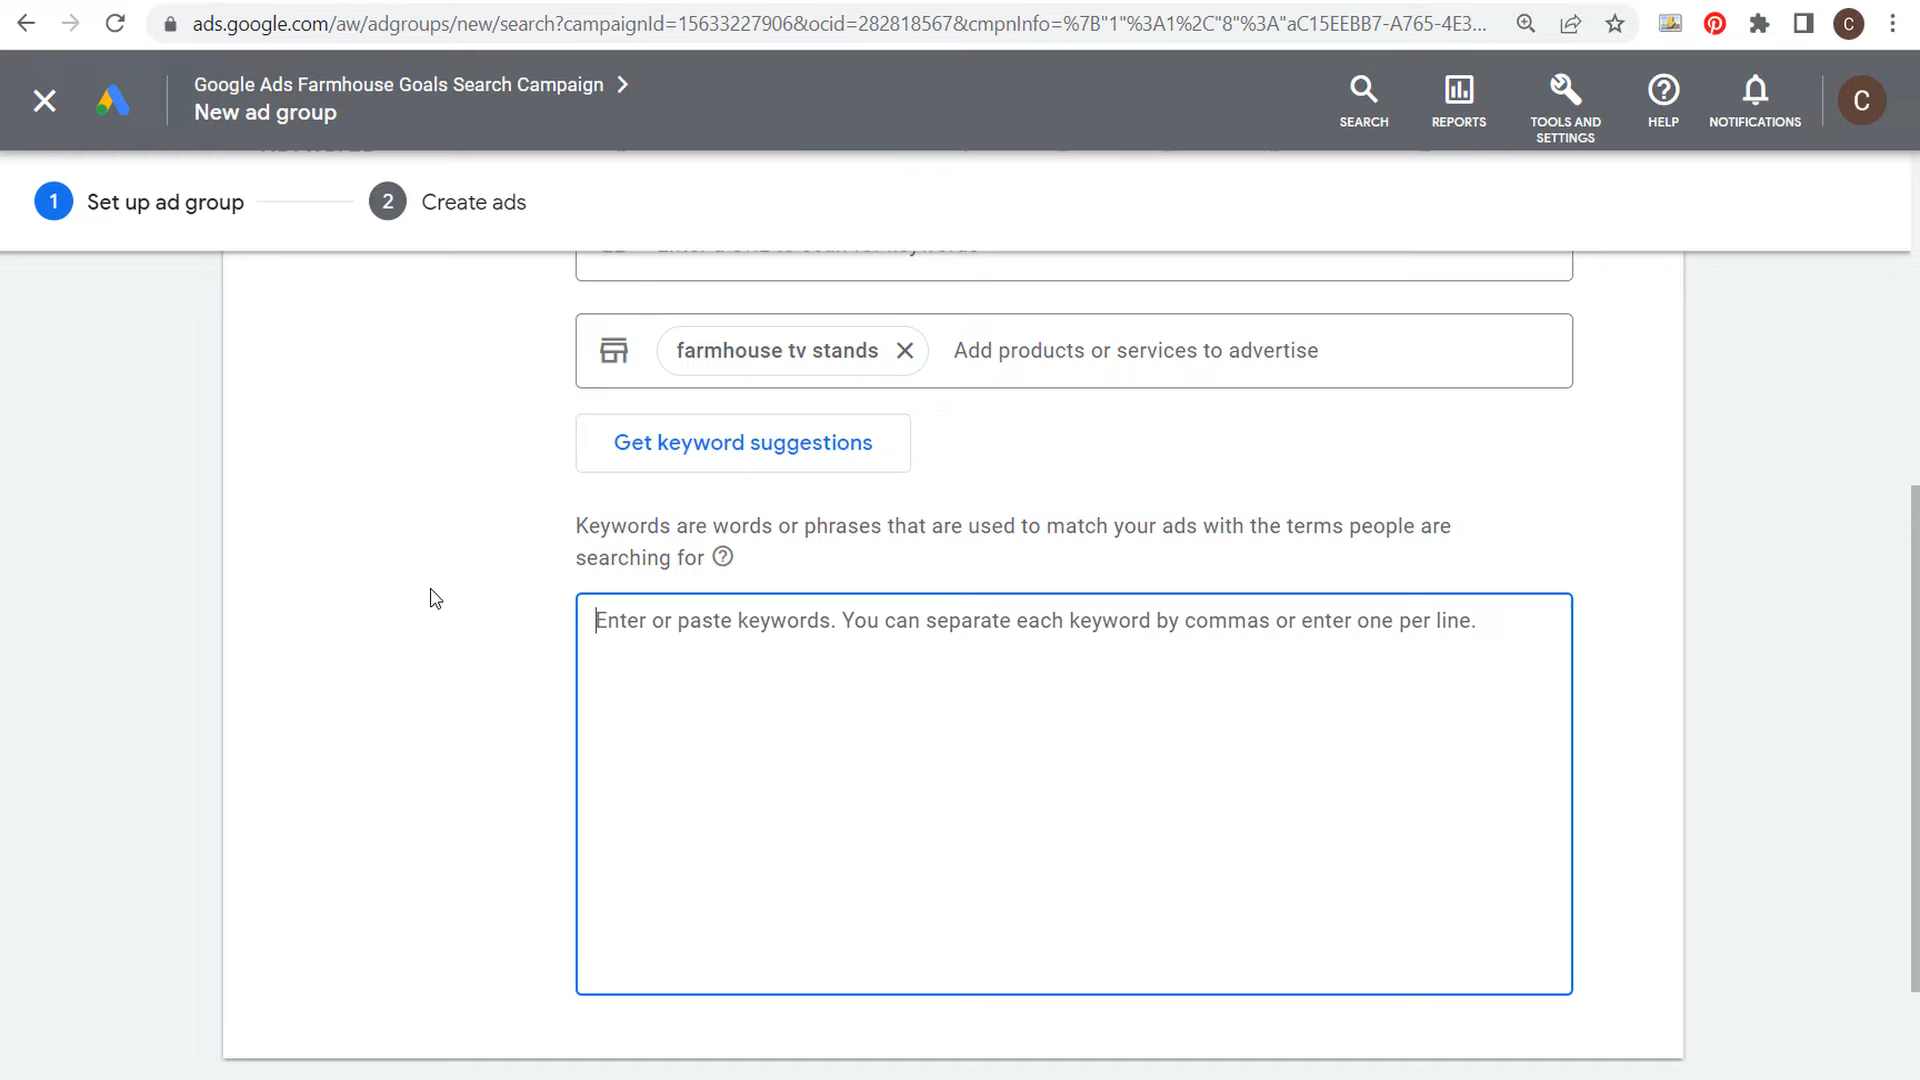 ads.google.com/aw/adgroups/new/search?campaignId=15633227906&ocid=282818567&cmpnInfo=%7B"1"%3A1%2C"8"%3A"aC15EEBB7-A765-4E3...
C
Google Ads Farmhouse Goals Search Campaign
New ad group
SEARCH
REPORTS
TOOLS AND
SETTINGS
HELP
NOTIFICATIONS
C
1 Set up ad group
2 Create ads
farmhouse tv stands
Add products or services to advertise
Get keyword suggestions
Keywords are words or phrases that are used to match your ads with the terms people are
searching for
Enter or paste keywords. You can separate each keyword by commas or enter one per line.